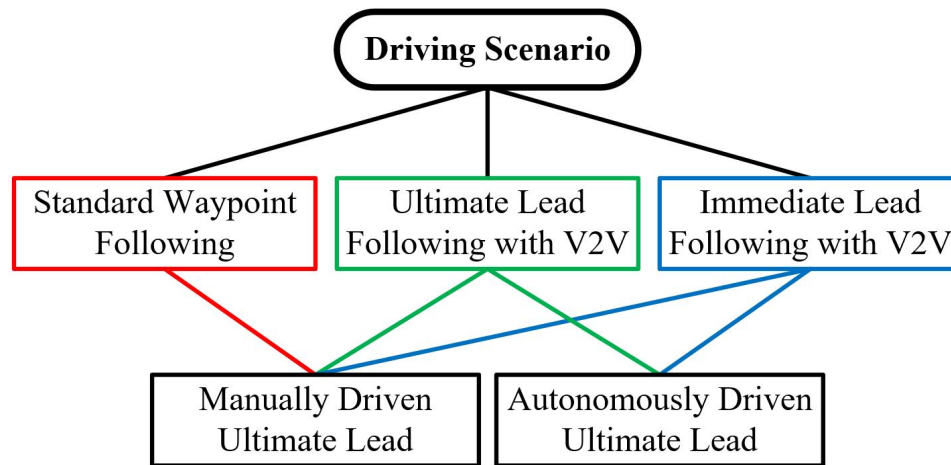 Driving Scenario
Standard Waypoint
Following
Ultimate Lead
Following with V2V
Immediate Lead
Following with V2V
Manually Driven
Ultimate Lead
Autonomously Driven
Ultimate Lead